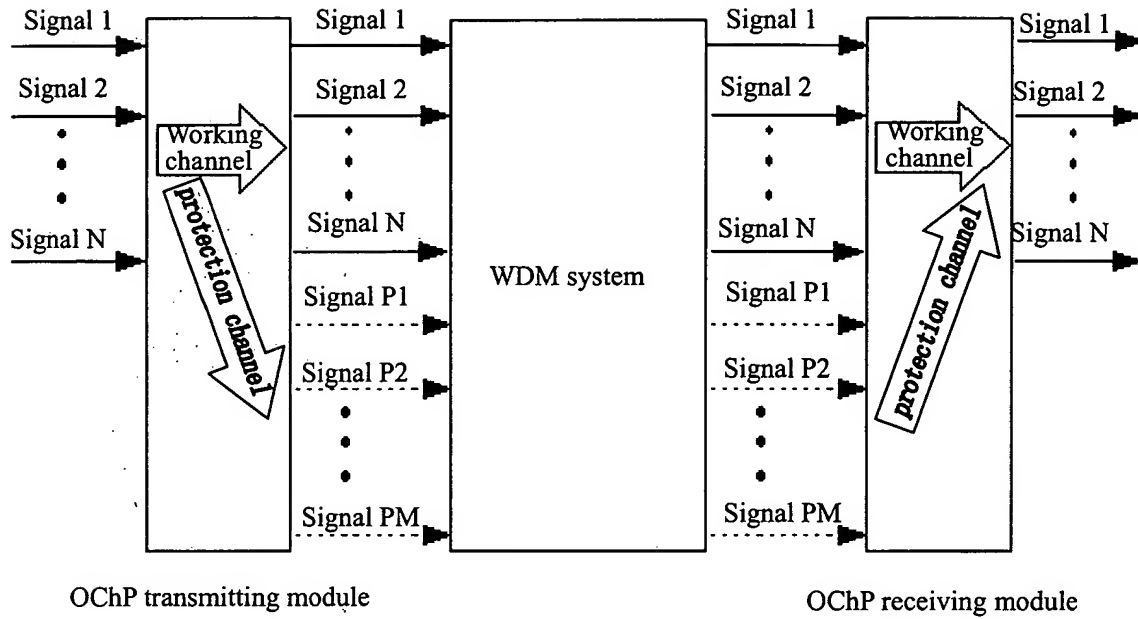 Signal 1
Signal 1
Signal 1
Signal 1
Signal 2
Signal 2
Signal 2
Signal 2
Working
channel
Working
channel
protection channel
protection channel
Signal N
Signal N
Signal N
Signal N
WDM system
Signal P1
Signal P1
Signal P2
Signal P2
Signal PM
Signal PM
OChP transmitting module
OChP receiving module